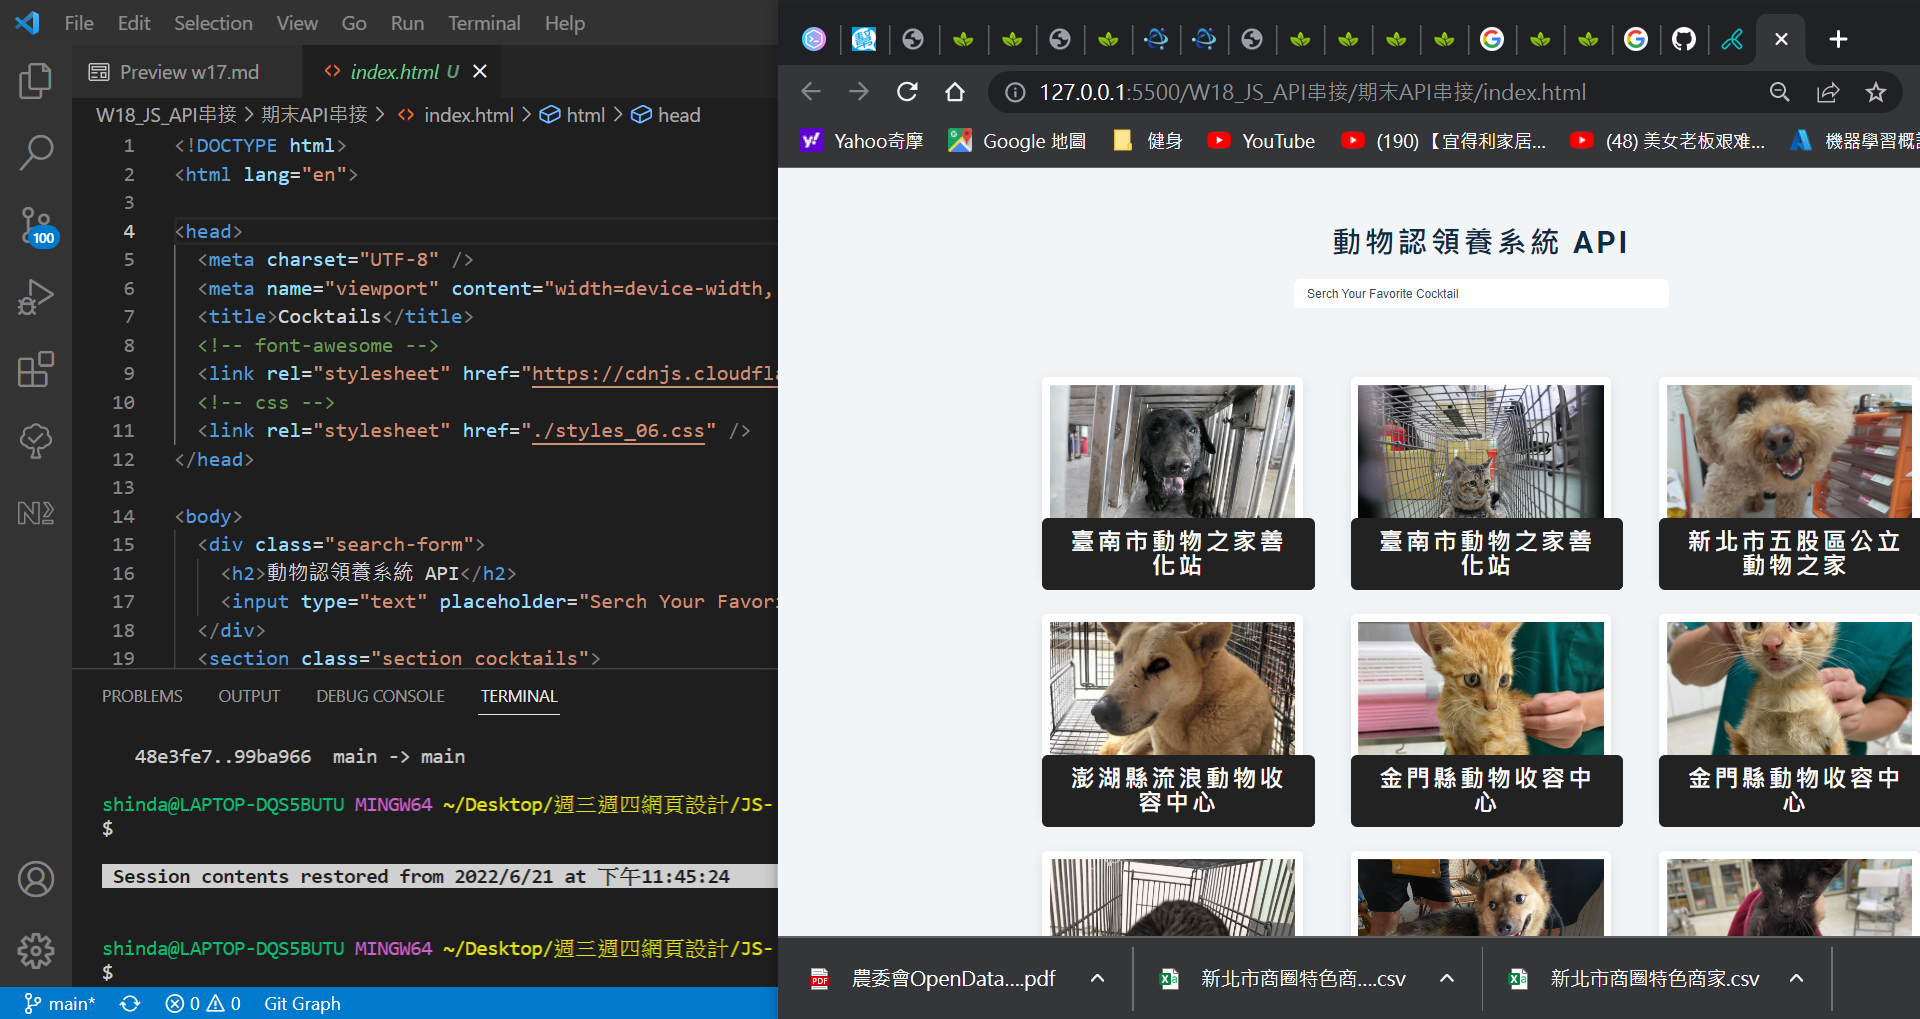 File Edit Selection View Go Run Terminal Help
Preview w17.md
index.html U
W18_JS_API串接 > 期末API串接 > index.html > html > head
1 <!DOCTYPE html>
2 <html lang="en">
3
4 <head>
5 <meta charset="UTF-8" />
6 <meta name="viewport" content="width=device-width,
7 <title>Cocktails</title>
8 <!-- font-awesome -->
9 <link rel="stylesheet" href="https://cdnjs.cloudfl
10 <!-- css -->
11 <link rel="stylesheet" href="./styles_06.css" />
12 </head>
13
14 <body>
15 <div class="search-form">
16 <h2>動物認領養系統 API</h2>
17 <input type="text" placeholder="Serch Your Favor
18 </div>
19 <section class="section cocktails">
100
PROBLEMS OUTPUT DEBUG CONSOLE TERMINAL
48e3fe7..99ba966 main -> main
shinda@LAPTOP-DQS5BUTU MINGW64 ~/Desktop/週三週四網頁設計/JS-
$
Session contents restored from 2022/6/21 at 下午11:45:24
shinda@LAPTOP-DQS5BUTU MINGW64 ~/Desktop/週三週四網頁設計/JS-
$
main* 0 0 Git Graph
127.0.0.1:5500/W18_JS_API串接/期末API串接/index.html
Yahoo奇摩
Google 地圖
健身
YouTube
(190) 【宜得利家居...
(48) 美女老板艰难...
機器學習概
動物認領養系統 API
Serch Your Favorite Cocktail
臺南市動物之家善
化站
臺南市動物之家善
化站
新北市五股區公立
動物之家
澎湖縣流浪動物收
容中心
金門縣動物收容中
心
金門縣動物收容中
心
農委會OpenData....pdf
新北市商圈特色商....csv
新北市商圈特色商家.csv